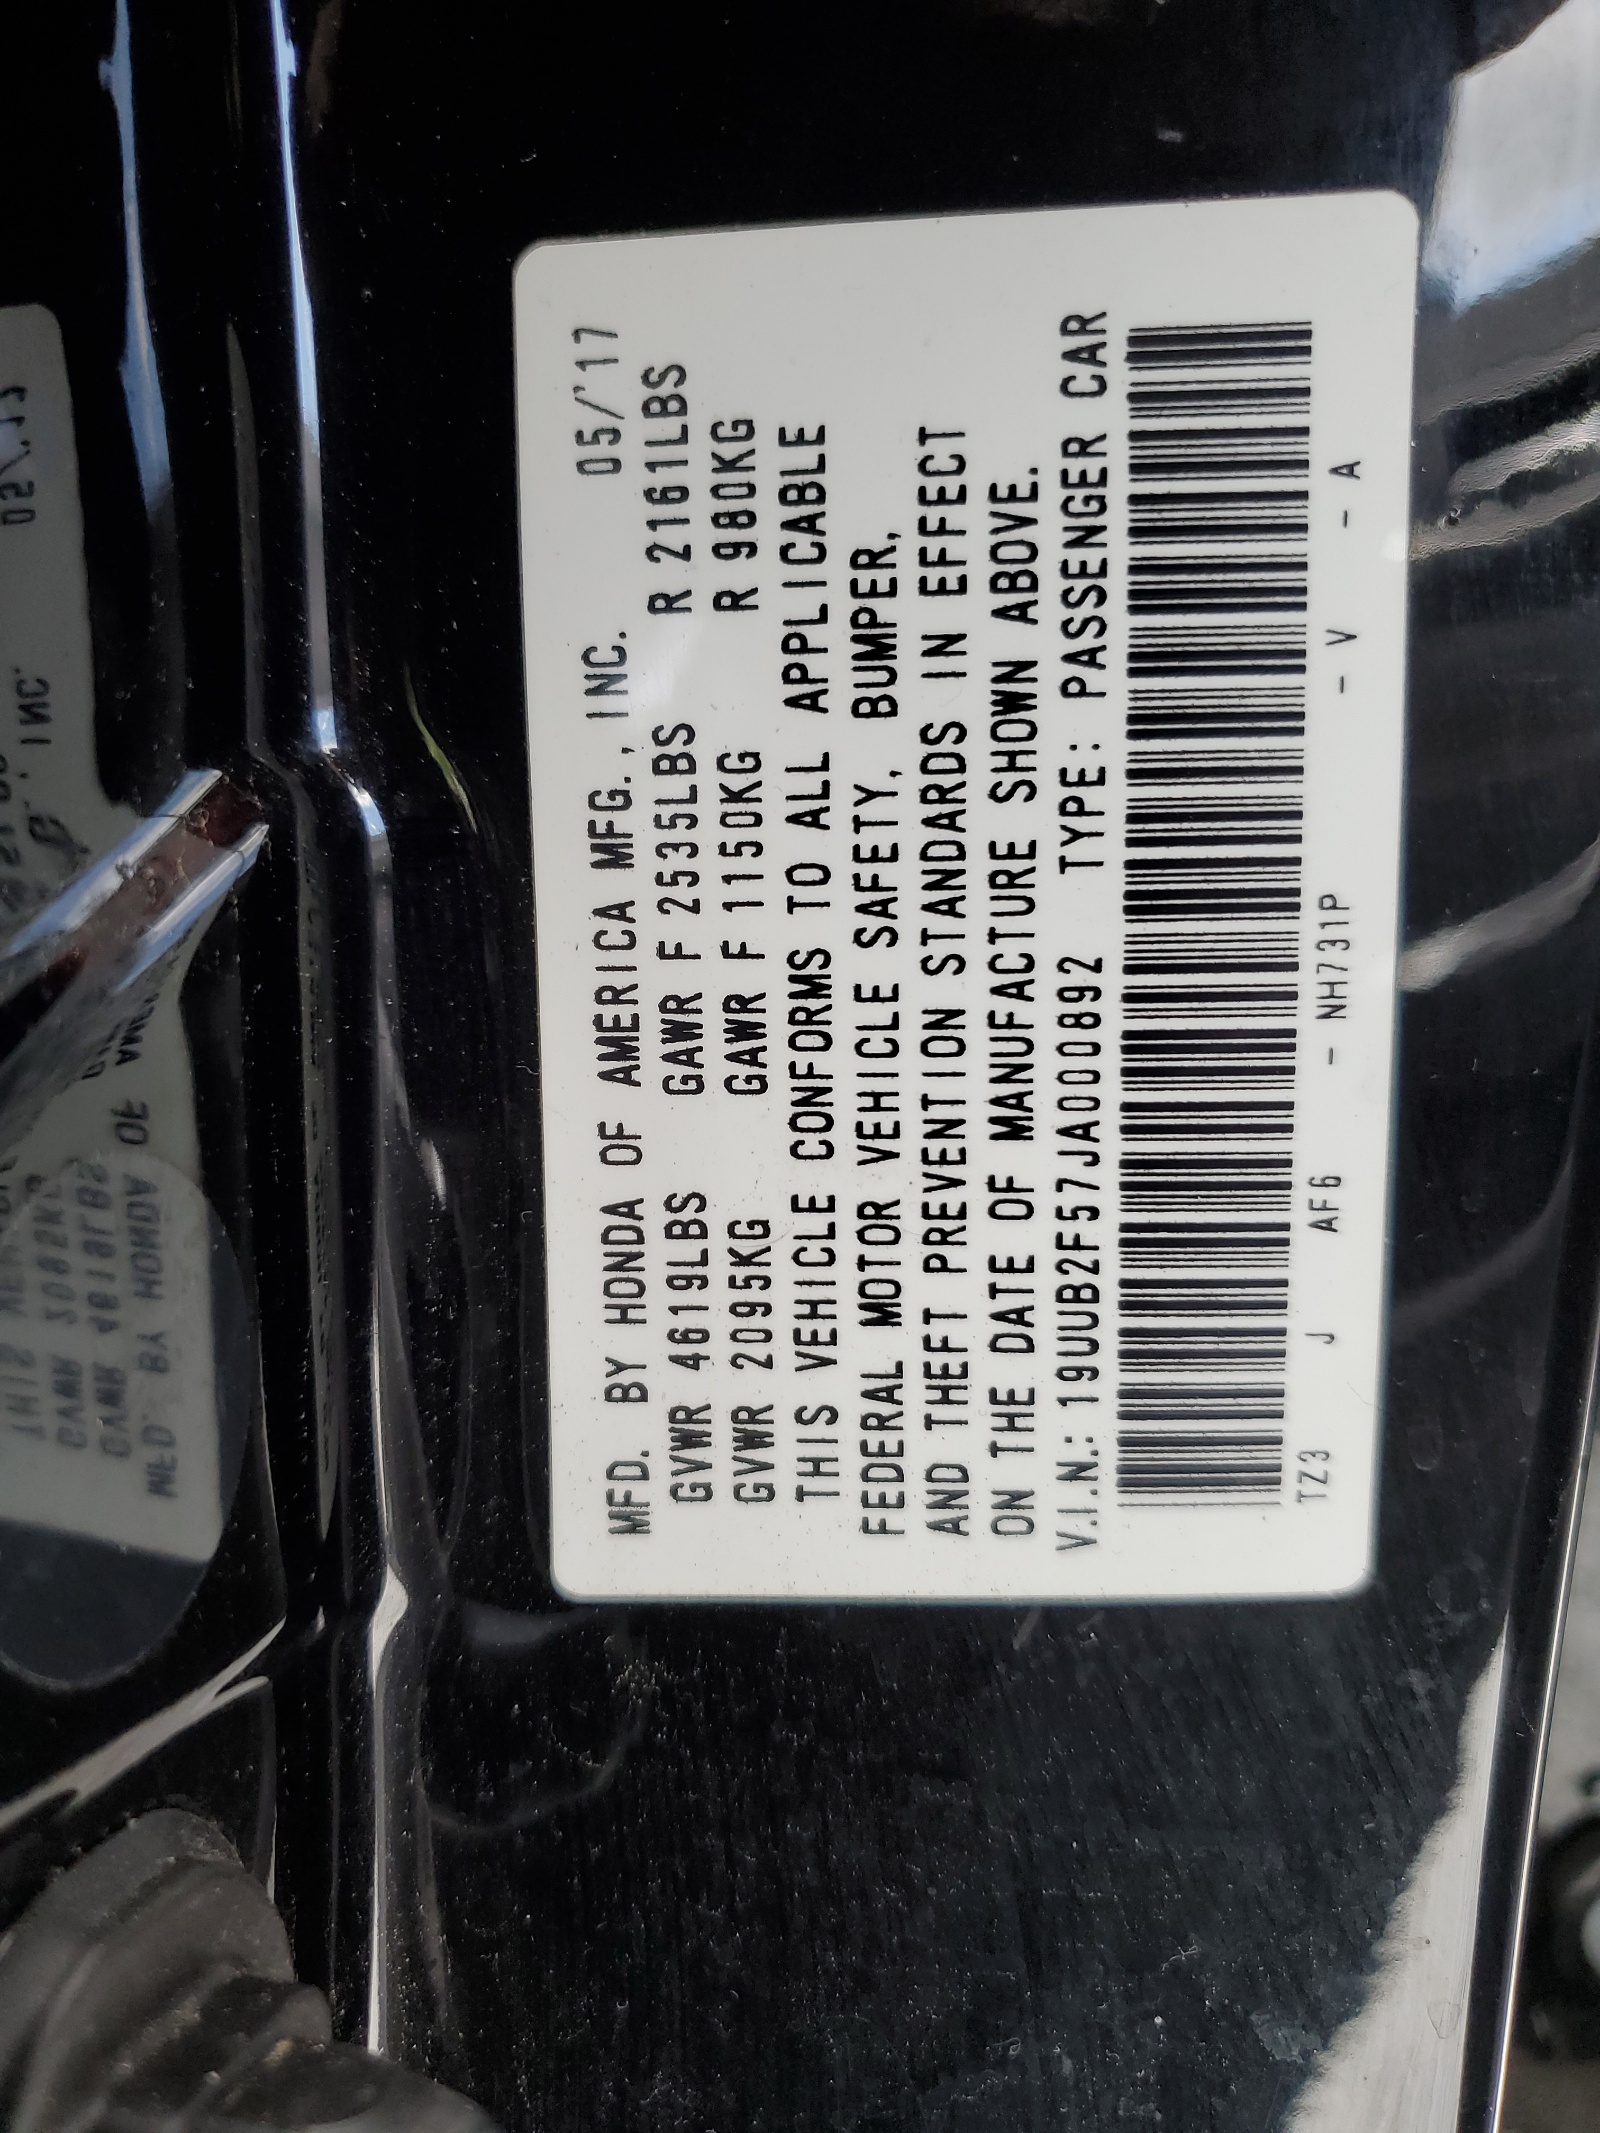 MFD. BY HONDA OF AMERICA MFG., INC. 05/'17
GVWR 4619LBS GAWR F 2535LBS R 2161LBS
GVWR 2095KG GAWR F 1150KG R 980KG
THIS VEHICLE CONFORMS TO ALL APPLICABLE
FEDERAL MOTOR VEHICLE SAFETY, BUMPER,
AND THEFT PREVENTION STANDARDS IN EFFECT
ON THE DATE OF MANUFACTURE SHOWN ABOVE.
V.I.N.: 19UUB2F57JA000892 TYPE: PASSENGER CAR
TZ3 J AF6 - NH731P - V - A